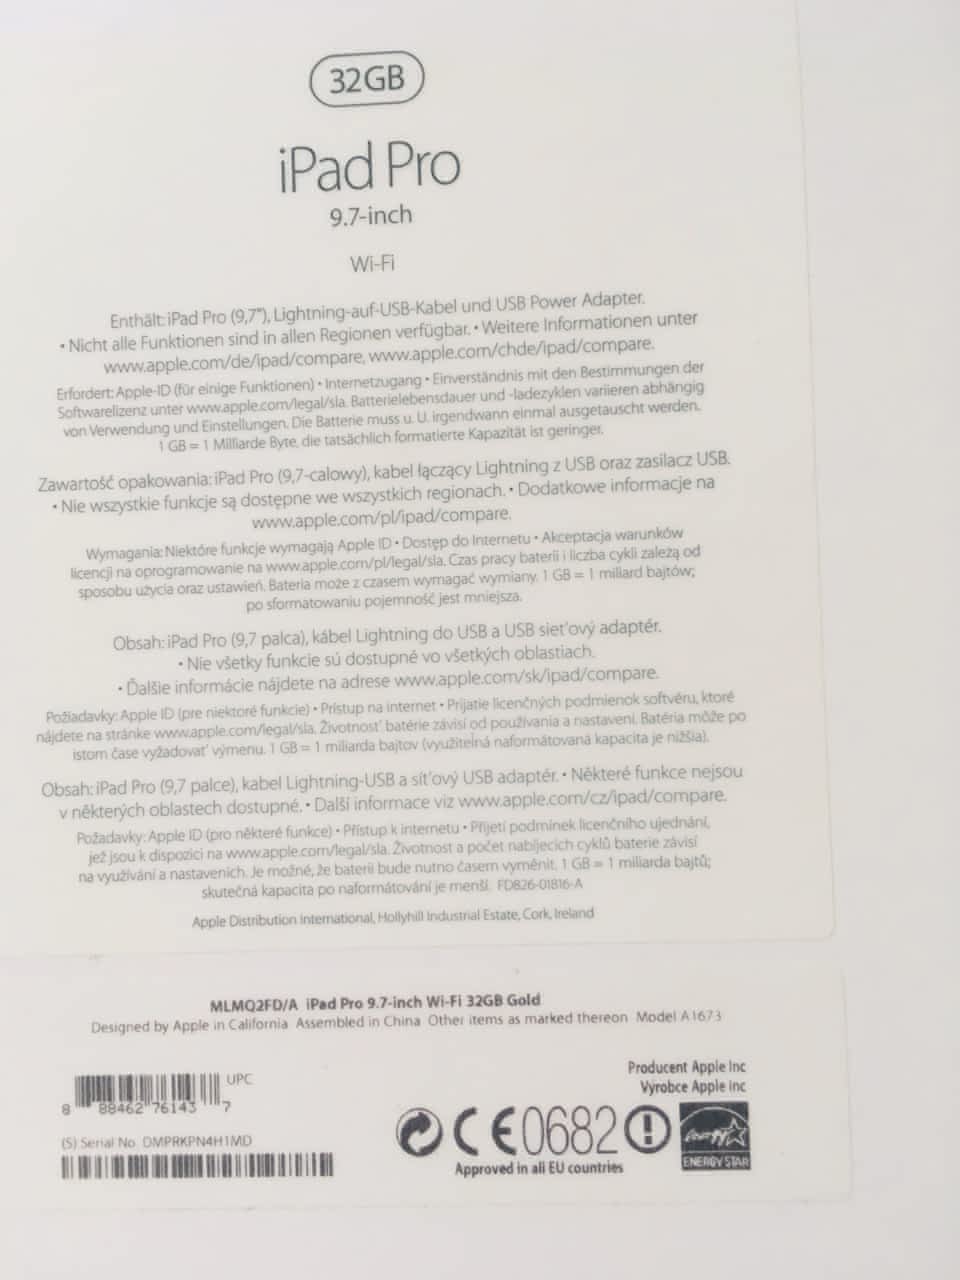 32GB
iPad Pro
9.7-inch
Wi-Fi
Enthält: iPad Pro (9,7"), Lightning-auf-USB-Kabel und USB Power Adapter.
• Nicht alle Funktionen sind in allen Regionen verfügbar. • Weitere Informationen unter
www.apple.com/de/ipad/compare, www.apple.com/chde/ipad/compare.
Erfordert: Apple-ID (für einige Funktionen) • Internetzugang • Einverständnis mit den Bestimmungen der
Softwarelizenz unter www.apple.com/legal/sla. Batterielebensdauer und -ladezyklen variieren abhängig
von Verwendung und Einstellungen. Die Batterie muss u. U. irgendwann einmal ausgetauscht werden.
1 GB = 1 Milliarde Byte, die tatsächlich formatierte Kapazität ist geringer.
Zawartość opakowania: iPad Pro (9,7-calowy), kabel łączący Lightning z USB oraz zasilacz USB.
• Nie wszystkie funkcje są dostępne we wszystkich regionach. • Dodatkowe informacje na
www.apple.com/pl/ipad/compare.
Wymagania: Niektóre funkcje wymagają Apple ID • Dostęp do Internetu • Akceptacja warunków
licencji na oprogramowanie na www.apple.com/pl/legal/sla. Czas pracy baterii i liczba cykli zależą od
sposobu użycia oraz ustawień. Bateria może z czasem wymagać wymiany. 1 GB = 1 miliard bajtów;
po sformatowaniu pojemność jest mniejsza.
Obsah: iPad Pro (9,7 palca), kábel Lightning do USB a USB sieťový adaptér.
• Nie všetky funkcie sú dostupné vo všetkých oblastiach.
• Ďalšie informácie nájdete na adrese www.apple.com/sk/ipad/compare.
Požiadavky: Apple ID (pre niektoré funkcie) • Prístup na internet • Prijatie licenčných podmienok softvéru, ktoré
nájdete na stránke www.apple.com/legal/sla. Životnosť batérie závisí od používania a nastavení. Batéria môže po
istom čase vyžadovať výmenu. 1 GB = 1 miliarda bajtov (využiteľná naformátovaná kapacita je nižšia).
Obsah: iPad Pro (9,7 palce), kabel Lightning-USB a síťový USB adaptér. • Některé funkce nejsou
v některých oblastech dostupné. • Další informace viz www.apple.com/cz/ipad/compare.
Požadavky: Apple ID (pro některé funkce) • Přístup k internetu • Přijetí podmínek licenčního ujednání,
jež jsou k dispozici na www.apple.com/legal/sla. Životnost a počet nabíjecích cyklů baterie závisí
na využívání a nastaveních. Je možné, že baterii bude nutno časem vyměnit. 1 GB = 1 miliarda bajtů;
skutečná kapacita po naformátování je menší. FD826-01816-A
Apple Distribution International, Hollyhill Industrial Estate, Cork, Ireland
MLMQ2FD/A iPad Pro 9.7-inch Wi-Fi 32GB Gold
Designed by Apple in California Assembled in China Other items as marked thereon Model A1673
UPC
8 88462 76143 7
(S) Serial No. DMPRKPN4H1MD
Producent Apple Inc
Výrobce Apple Inc
CE0682
Approved in all EU countries
energy
ENERGY STAR